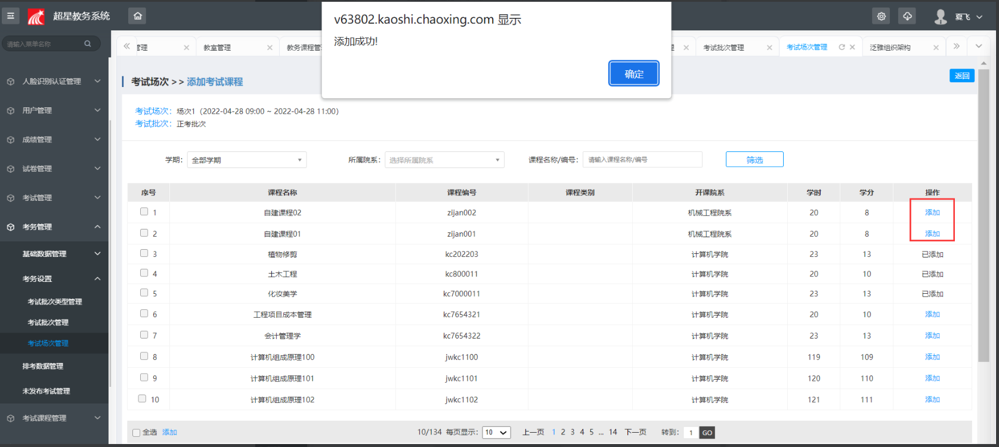 超星教务系统
夏飞
v63802.kaoshi.chaoxing.com 显示
添加成功!
确定
请输入菜单名称
管理
教室管理
教务课程管
考试批次管理
考试场次管理
泛雅组织架构
人脸识别认证管理
用户管理
成绩管理
试卷管理
考试管理
考务管理
基础数据管理
考务设置
考试批次类型管理
考试批次管理
考试场次管理
排考数据管理
未发布考试管理
考试课程管理
考试场次 >> 添加考试课程
返回
考试场次: 场次1 (2022-04-28 09:00 ~ 2022-04-28 11:00)
考试批次: 正考批次
学期: 全部学期 所属院系: 选择所属院系 课程名称/编号: 请输入课程名称/编号 筛选
序号 课程名称 课程编号 课程类别 开课院系 学时 学分 操作
1 自建课程02 zijan002 机械工程院系 20 8 添加
2 自建课程01 zijan001 机械工程院系 20 8 添加
3 植物修剪 kc202203 计算机学院 23 13 已添加
4 土木工程 kc800011 计算机学院 20 10 已添加
5 化妆美学 kc7000011 计算机学院 23 13 已添加
6 工程项目成本管理 kc7654321 计算机学院 20 10 添加
7 会计管理学 kc7654322 计算机学院 23 13 添加
8 计算机组成原理100 jwkc1100 计算机学院 119 109 添加
9 计算机组成原理101 jwkc1101 计算机学院 120 110 添加
10 计算机组成原理102 jwkc1102 计算机学院 121 111 添加
全选 添加 10/134 每页显示: 10 上一页 1 2 3 4 5 ... 14 下一页 转到: 1 GO